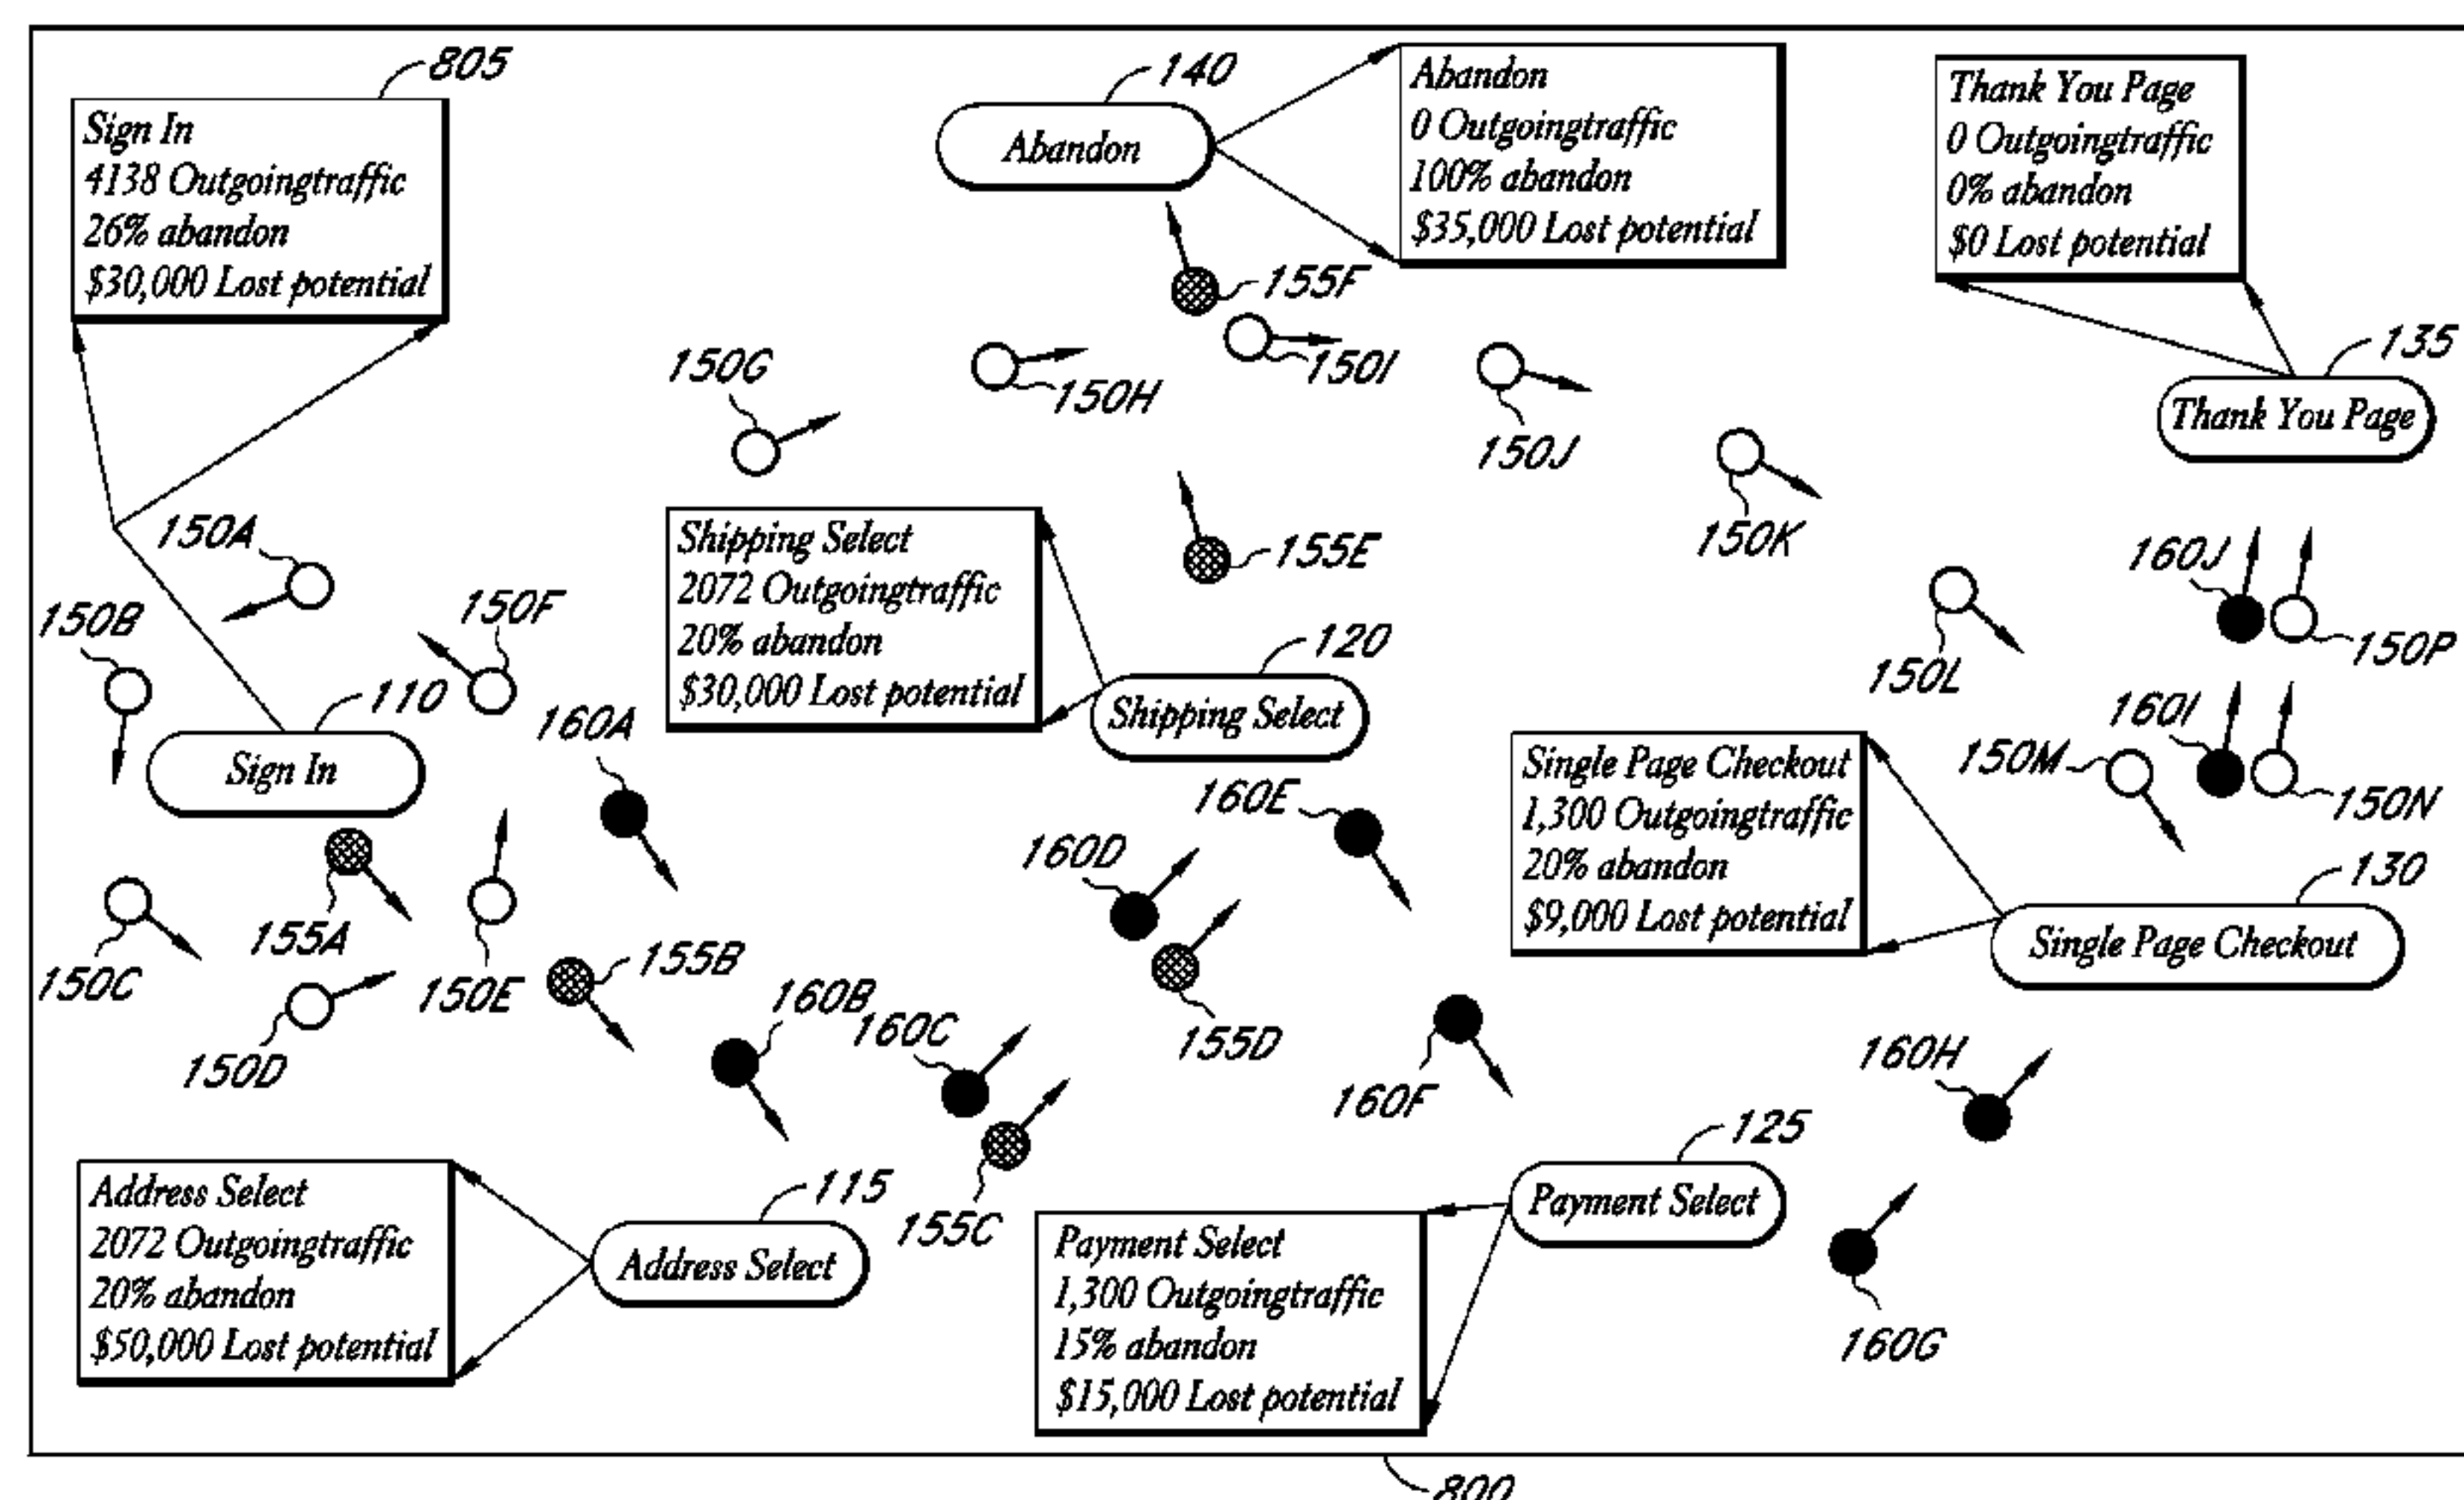 805
Sign In
4138 Outgoingtraffic
26% abandon
$30,000 Lost potential
140
Abandon
Abandon
0 Outgoingtraffic
100% abandon
$35,000 Lost potential
Thank You Page
0 Outgoingtraffic
0% abandon
$0 Lost potential
135
Thank You Page
155F
150I
150H
150G
150J
150K
155E
150A
150B
150F
110
Sign In
160A
Shipping Select
2072 Outgoingtraffic
20% abandon
$30,000 Lost potential
120
Shipping Select
160J
150P
150L
160I
150M
150N
Single Page Checkout
1,300 Outgoingtraffic
20% abandon
$9,000 Lost potential
130
Single Page Checkout
160E
160D
155D
155A
150C
150D
150E
155B
160B
160C
155C
160F
160H
160G
Address Select
2072 Outgoingtraffic
20% abandon
$50,000 Lost potential
115
Address Select
Payment Select
1,300 Outgoingtraffic
15% abandon
$15,000 Lost potential
125
Payment Select
800